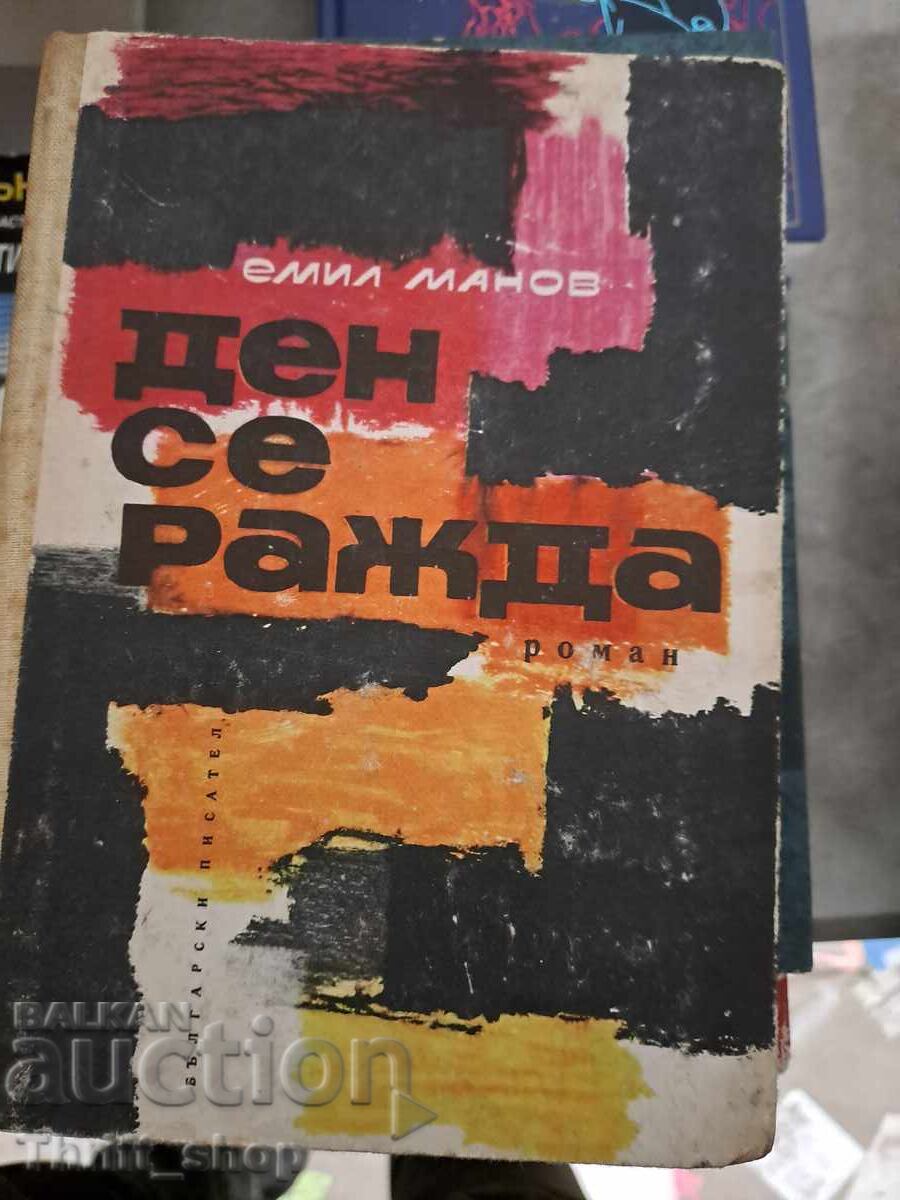 емил манов
ден
се
ражда
роман
БЪЛГАРСКИ ПИСАТЕЛ
BALKAN
auction
Thrift_shop